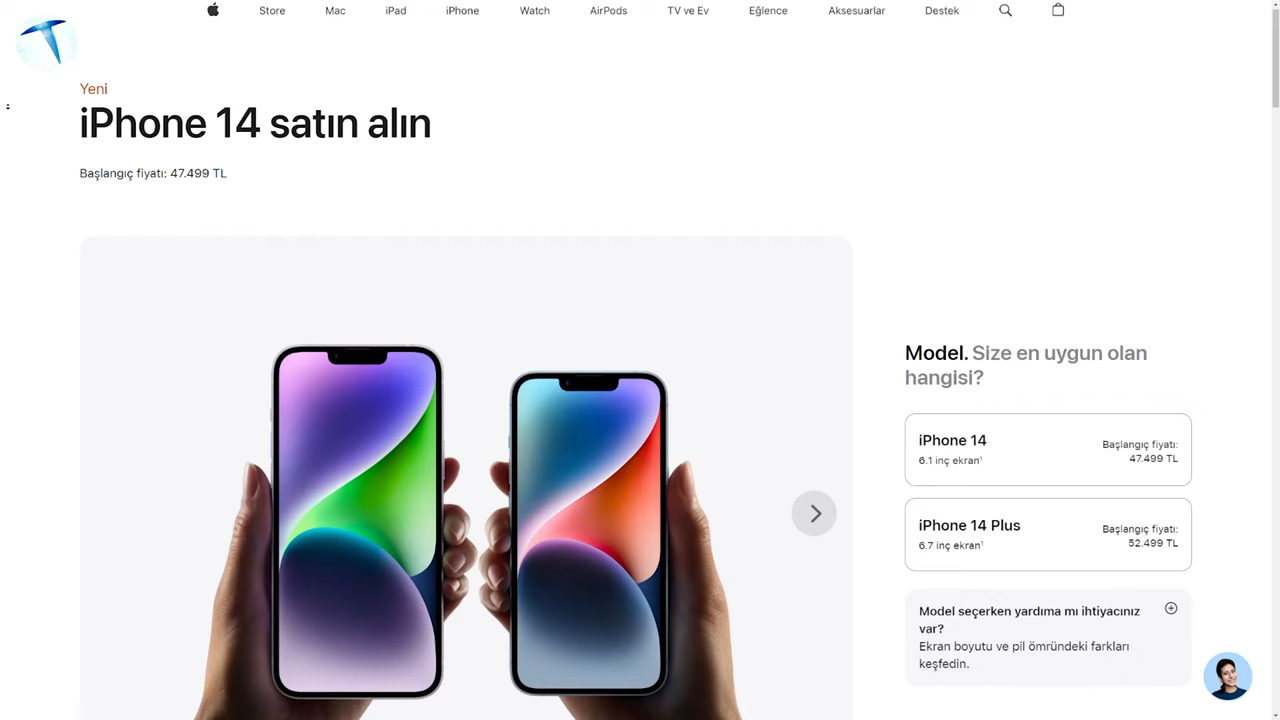 Store Mac iPad iPhone Watch AirPods TV ve Ev Eğlence Aksesuarlar Destek
Yeni
iPhone 14 satın alın
Başlangıç fiyatı: 47.499 TL
Model. Size en uygun olan
hangisi?
iPhone 14
6.1 inç ekran¹
Başlangıç fiyatı:
47.499 TL
iPhone 14 Plus
6.7 inç ekran¹
Başlangıç fiyatı:
52.499 TL
Model seçerken yardıma mı ihtiyacınız
var?
Ekran boyutu ve pil ömründeki farkları
keşfedin.